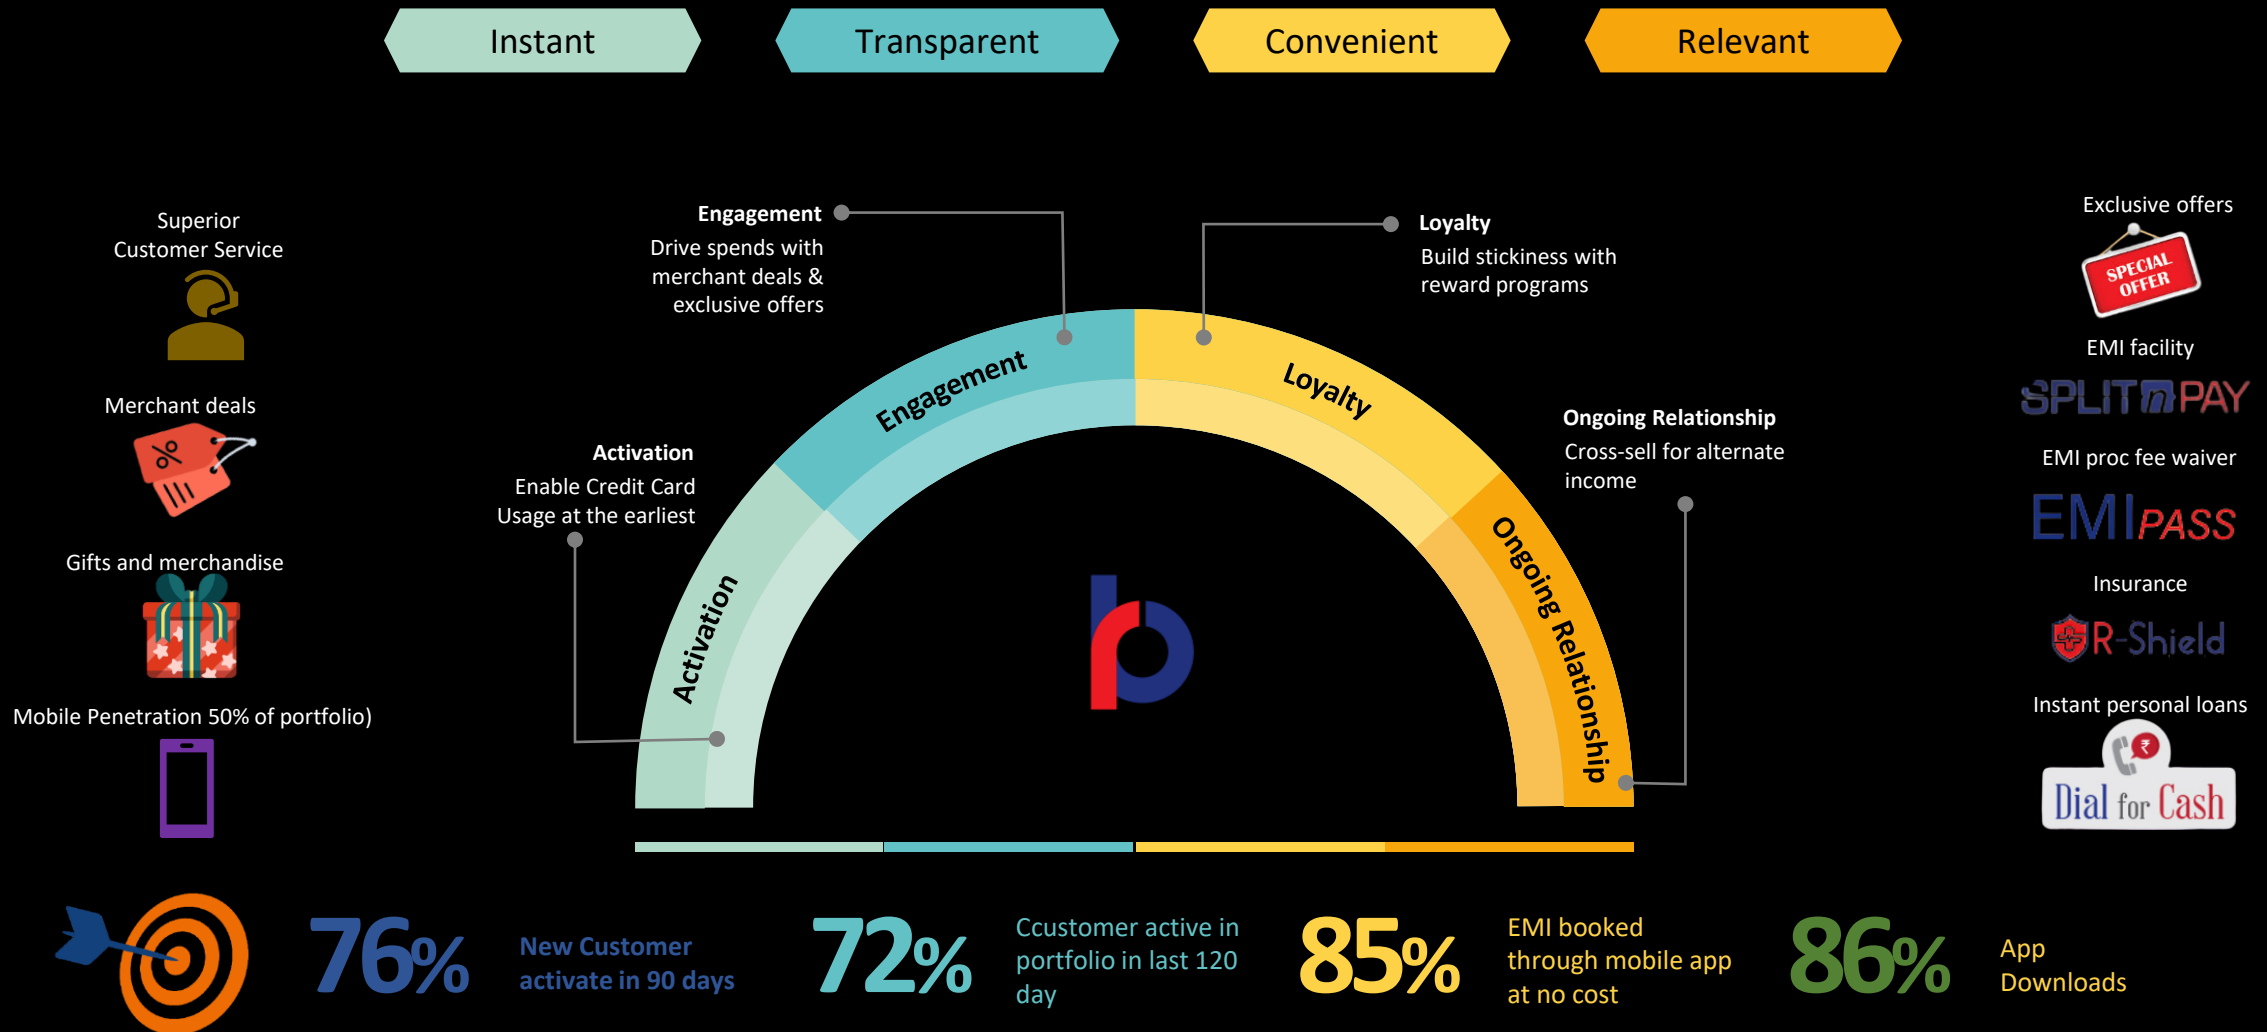 Instant
Transparent
Convenient
Relevant
Superior
Customer Service
Merchant deals
Gifts and merchandise
Mobile Penetration 50% of portfolio)
Engagement
Drive spends with
merchant deals &
exclusive offers
Loyalty
Build stickiness with
reward programs
Activation
Enable Credit Card
Usage at the earliest
Ongoing Relationship
Cross-sell for alternate
income
Activation
Engagement
Loyalty
Ongoing Relationship
Exclusive offers
SPECIAL
OFFER
EMI facility
SPLIT n PAY
EMI proc fee waiver
EMI PASS
Insurance
R-Shield
Instant personal loans
₹
Dial for Cash
76%
New Customer
activate in 90 days
72%
Ccustomer active in
portfolio in last 120
day
85%
EMI booked
through mobile app
at no cost
86%
App
Downloads